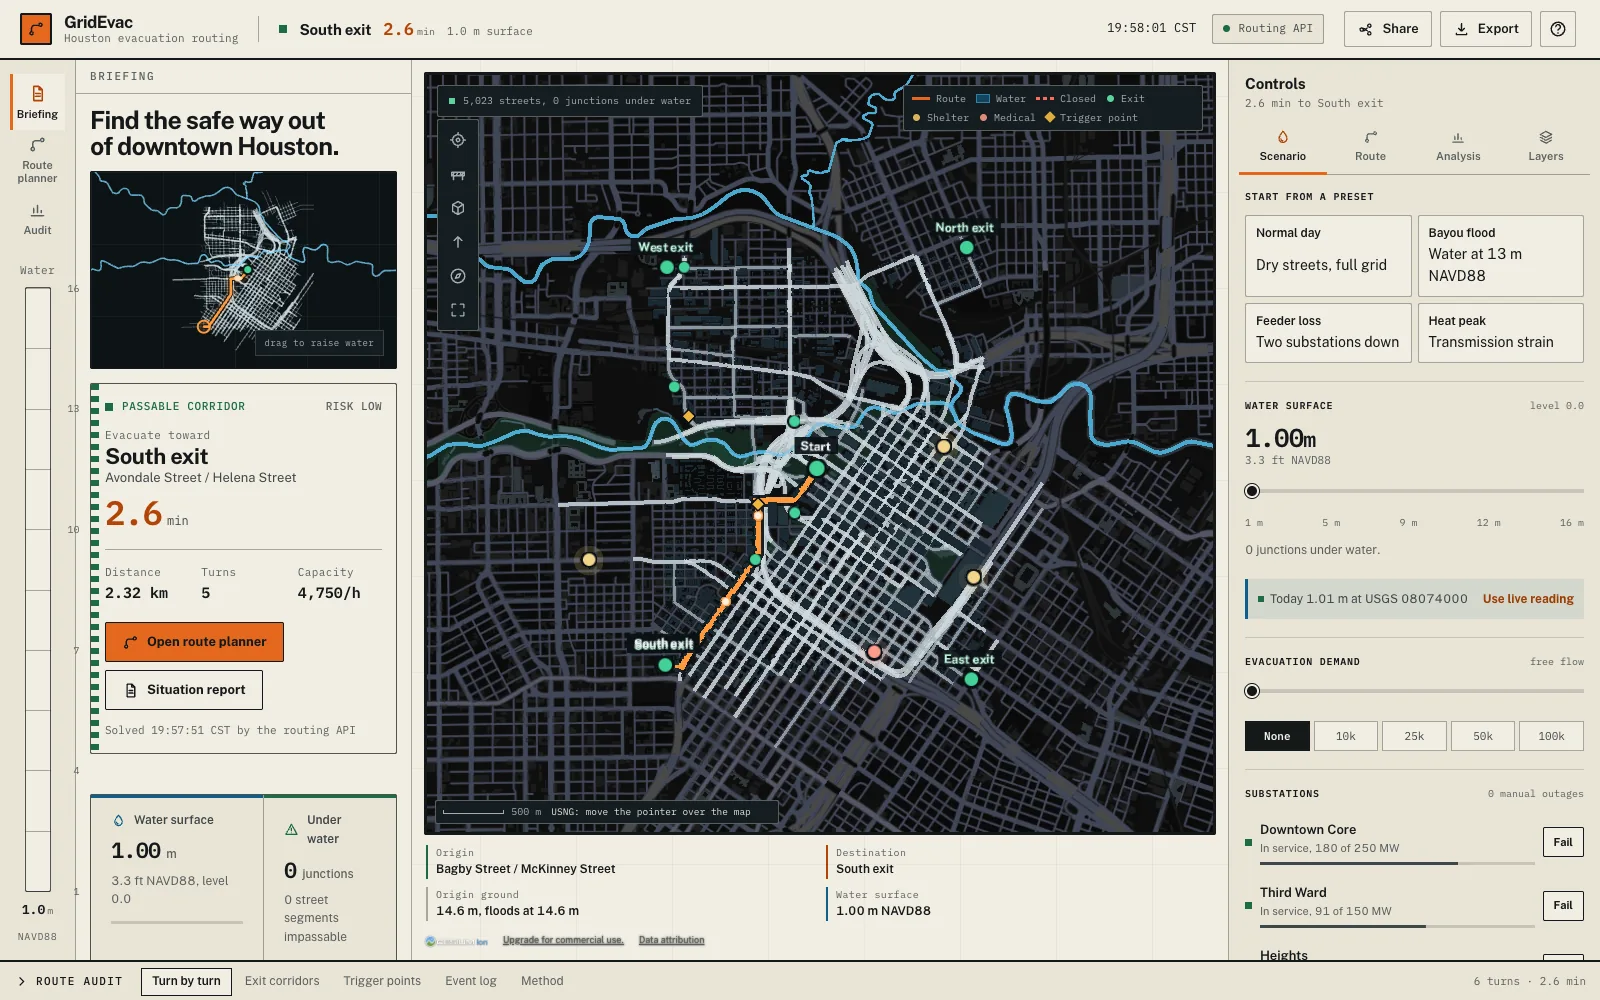 GridEvac
Houston evacuation routing
South exit 2.6 min 1.0 m surface
19:58:01 CST
Routing API
Share
Export
Briefing
Route
planner
Audit
Water
16
13
10
7
4
1
1.0 m
NAVD88
BRIEFING
Find the safe way out
of downtown Houston.
drag to raise water
PASSABLE CORRIDOR
RISK LOW
Evacuate toward
South exit
Avondale Street / Helena Street
2.6 min
Distance
2.32 km
Turns
5
Capacity
4,750/h
Open route planner
Situation report
Solved 19:57:51 CST by the routing API
Water surface
1.00 m
3.3 ft NAVD88, level
0.0
Under
water
0 junctions
0 street
segments
impassable
5,023 streets, 0 junctions under water
Route
Water
Closed
Exit
Shelter
Medical
Trigger point
West exit
North exit
Start
South exit
East exit
500 m USNG: move the pointer over the map
Origin
Bagby Street / McKinney Street
Destination
South exit
Origin ground
14.6 m, floods at 14.6 m
Water surface
1.00 m NAVD88
CESIUM ion
Upgrade for commercial use.
Data attribution
Controls
2.6 min to South exit
Scenario
Route
Analysis
Layers
START FROM A PRESET
Normal day
Dry streets, full grid
Bayou flood
Water at 13 m
NAVD88
Feeder loss
Two substations down
Heat peak
Transmission strain
WATER SURFACE
level 0.0
1.00m
3.3 ft NAVD88
1 m
5 m
9 m
12 m
16 m
0 junctions under water.
Today 1.01 m at USGS 08074000
Use live reading
EVACUATION DEMAND
free flow
None
10k
25k
50k
100k
SUBSTATIONS
0 manual outages
Downtown Core
In service, 180 of 250 MW
Fail
Third Ward
In service, 91 of 150 MW
Fail
Heights
ROUTE AUDIT
Turn by turn
Exit corridors
Trigger points
Event log
Method
6 turns · 2.6 min